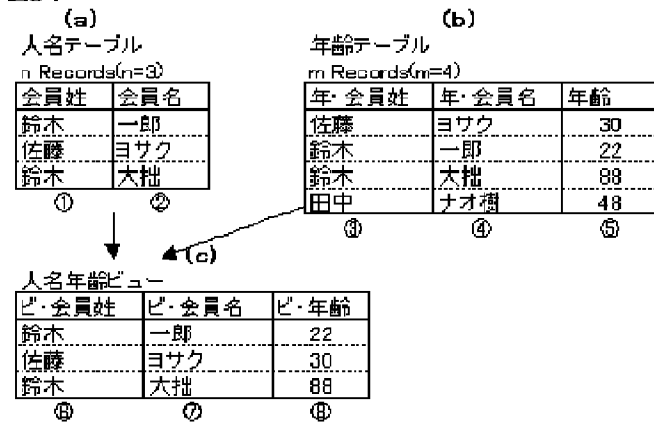 (a)
人名テーブル
n Records(n=3)
会員姓 会員名
鈴木 一郎
佐藤 ヨサク
鈴木 大拙
① ②
(b)
年齢テーブル
m Records(m=4)
年・会員姓 年・会員名 年齢
佐藤 ヨサク 30
鈴木 一郎 22
鈴木 大拙 88
田中 ナオ樹 48
③ ④ ⑤
(c)
人名年齢ビュー
ビ・会員姓 ビ・会員名 ビ・年齢
鈴木 一郎 22
佐藤 ヨサク 30
鈴木 大拙 88
⑥ ⑦ ⑧